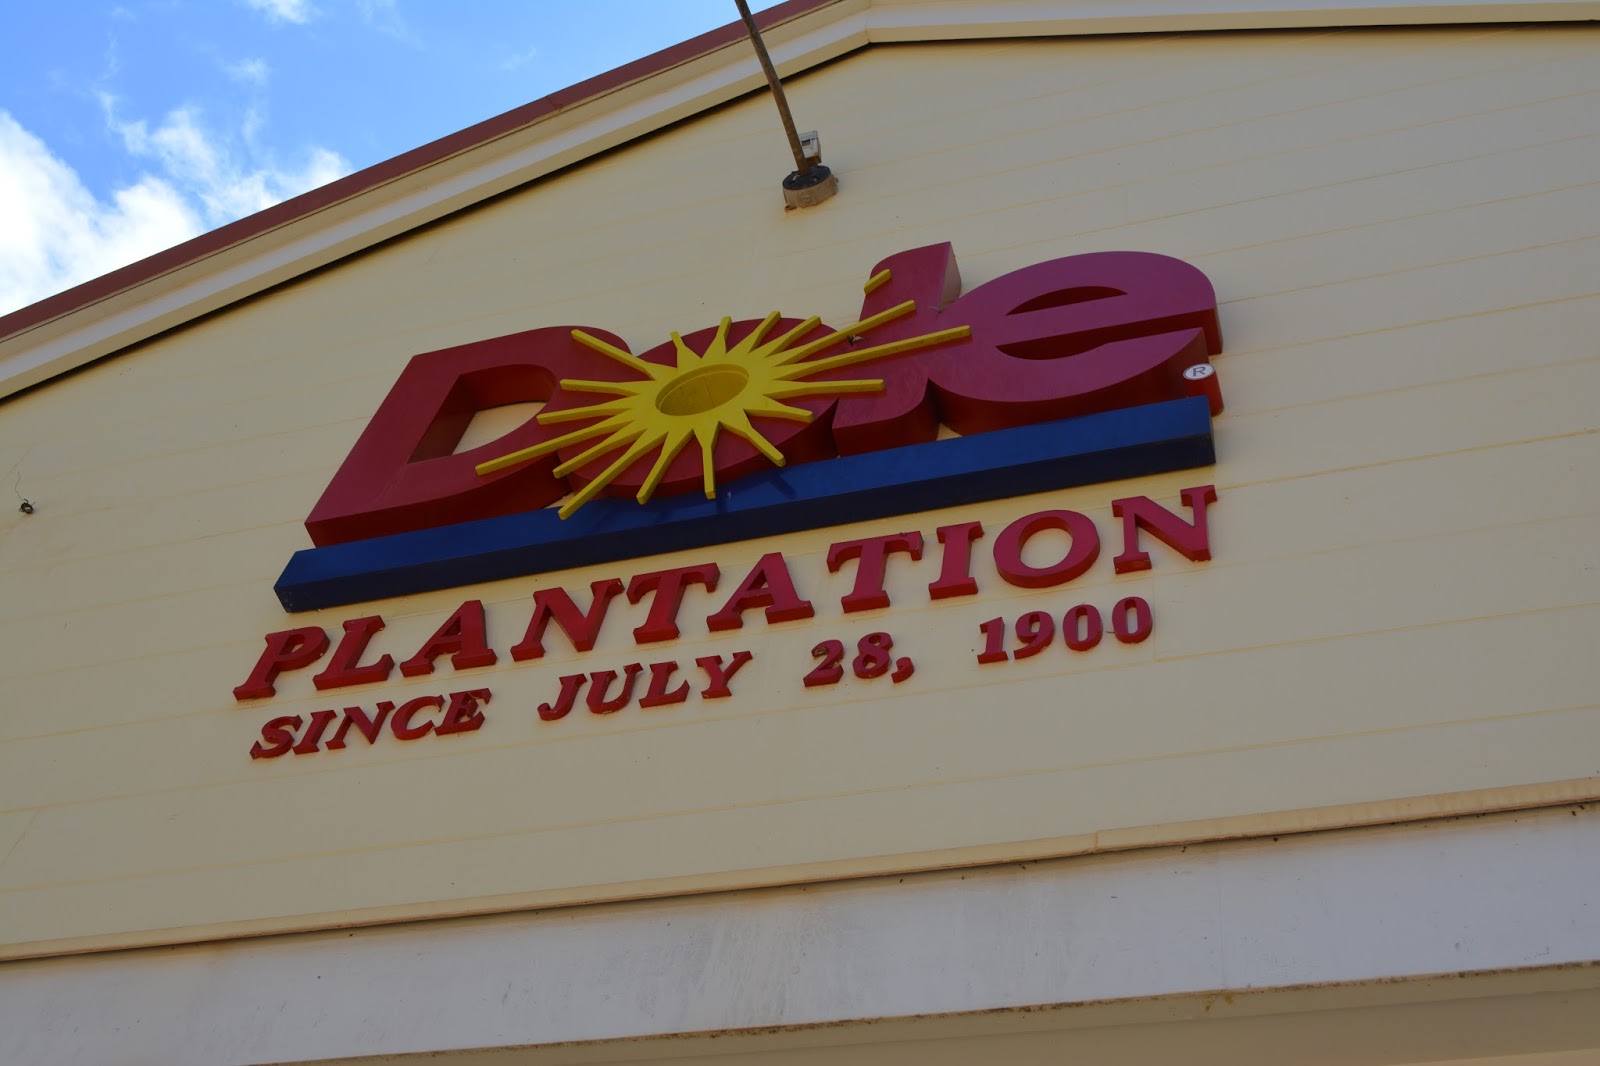 Dole®
PLANTATION
SINCE JULY 28, 1900